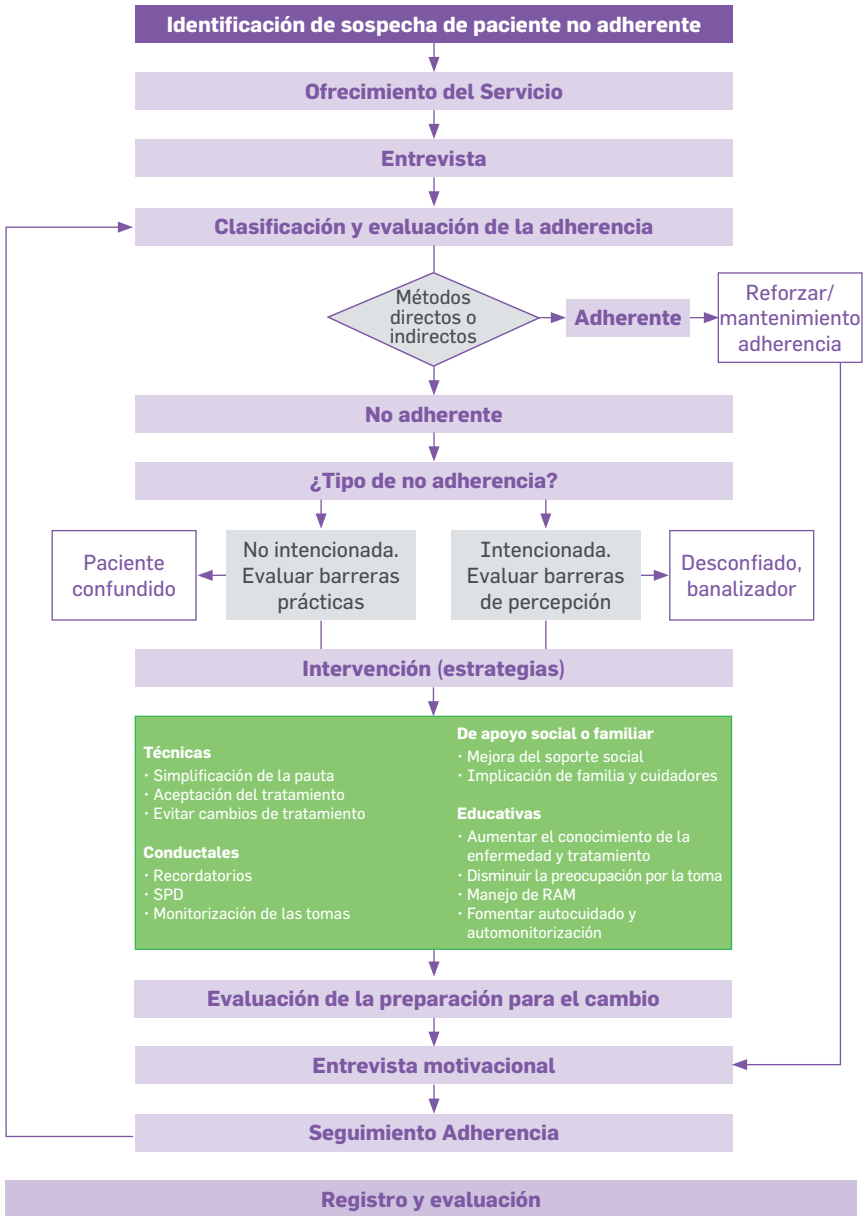 Identificación de sospecha de paciente no adherente
Ofrecimiento del Servicio
Entrevista
Clasificación y evaluación de la adherencia
Métodos
directos o
indirectos
Adherente
Reforzar/
mantenimiento
adherencia
No adherente
¿Tipo de no adherencia?
Paciente
confundido
No intencionada.
Evaluar barreras
prácticas
Intencionada.
Evaluar barreras
de percepción
Desconfiado,
banalizador
Intervención (estrategias)
Técnicas
· Simplificación de la pauta
· Aceptación del tratamiento
· Evitar cambios de tratamiento
Conductales
· Recordatorios
· SPD
· Monitorización de las tomas
De apoyo social o familiar
· Mejora del soporte social
· Implicación de familia y cuidadores
Educativas
· Aumentar el conocimiento de la
enfermedad y tratamiento
· Disminuir la preocupación por la toma
· Manejo de RAM
· Fomentar autocuidado y
automonitorización
Evaluación de la preparación para el cambio
Entrevista motivacional
Seguimiento Adherencia
Registro y evaluación